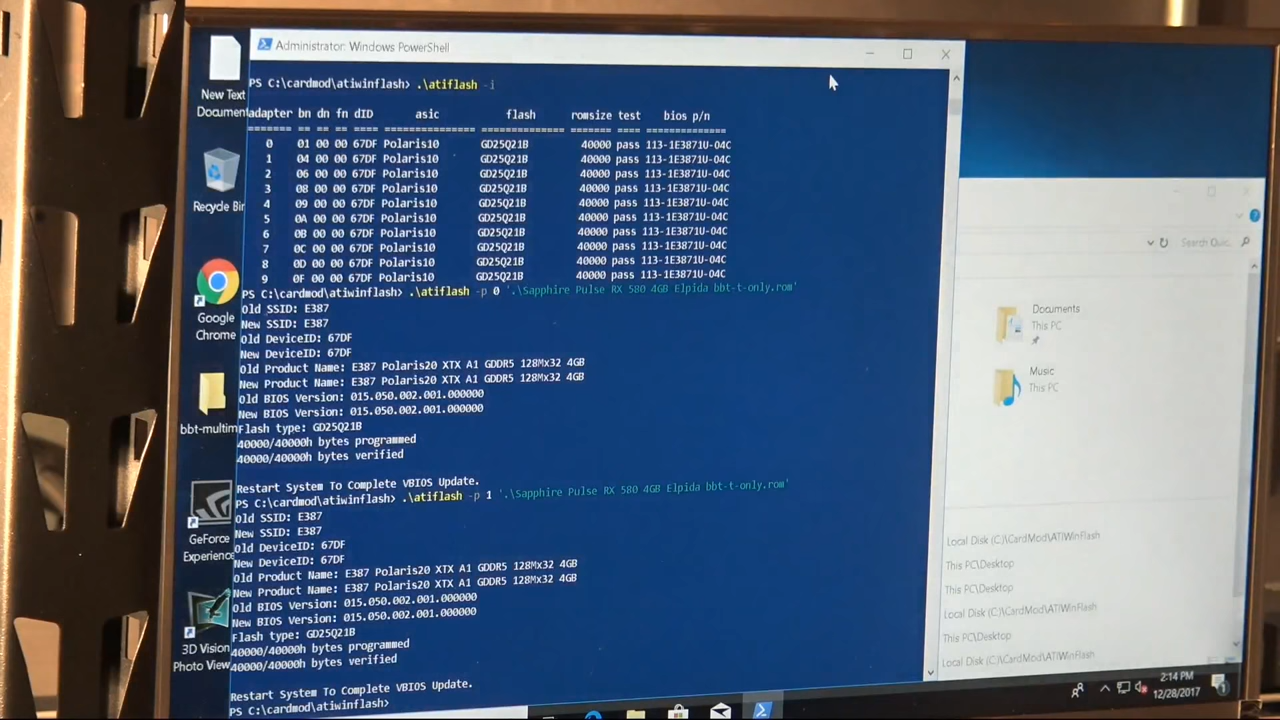 Administrator: Windows PowerShell
PS C:\cardmod\atiwinflash> .\atiflash -i
adapter bn dn fn dID asic flash romsize test bios p/n
======= == == == ==== =============== ============== ======= ==== ==============
0 01 00 00 67DF Polaris10 GD25Q21B 40000 pass 113-1E3871U-04C
1 04 00 00 67DF Polaris10 GD25Q21B 40000 pass 113-1E3871U-04C
2 06 00 00 67DF Polaris10 GD25Q21B 40000 pass 113-1E3871U-04C
3 08 00 00 67DF Polaris10 GD25Q21B 40000 pass 113-1E3871U-04C
4 09 00 00 67DF Polaris10 GD25Q21B 40000 pass 113-1E3871U-04C
5 0A 00 00 67DF Polaris10 GD25Q21B 40000 pass 113-1E3871U-04C
6 0B 00 00 67DF Polaris10 GD25Q21B 40000 pass 113-1E3871U-04C
7 0C 00 00 67DF Polaris10 GD25Q21B 40000 pass 113-1E3871U-04C
8 0D 00 00 67DF Polaris10 GD25Q21B 40000 pass 113-1E3871U-04C
9 0F 00 00 67DF Polaris10 GD25Q21B 40000 pass 113-1E3871U-04C
PS C:\cardmod\atiwinflash> .\atiflash -p 0 '.\Sapphire Pulse RX 580 4GB Elpida bbt-t-only.rom'
Old SSID: E387
New SSID: E387
Old DeviceID: 67DF
New DeviceID: 67DF
Old Product Name: E387 Polaris20 XTX A1 GDDR5 128Mx32 4GB
New Product Name: E387 Polaris20 XTX A1 GDDR5 128Mx32 4GB
Old BIOS Version: 015.050.002.001.000000
New BIOS Version: 015.050.002.001.000000
Flash type: GD25Q21B
40000/40000h bytes programmed
40000/40000h bytes verified
Restart System To Complete VBIOS Update.
PS C:\cardmod\atiwinflash> .\atiflash -p 1 '.\Sapphire Pulse RX 580 4GB Elpida bbt-t-only.rom'
Old SSID: E387
New SSID: E387
Old DeviceID: 67DF
New DeviceID: 67DF
Old Product Name: E387 Polaris20 XTX A1 GDDR5 128Mx32 4GB
New Product Name: E387 Polaris20 XTX A1 GDDR5 128Mx32 4GB
Old BIOS Version: 015.050.002.001.000000
New BIOS Version: 015.050.002.001.000000
Flash type: GD25Q21B
40000/40000h bytes programmed
40000/40000h bytes verified
Restart System To Complete VBIOS Update.
PS C:\cardmod\atiwinflash>
New Text
Documen
Recycle Bin
Google
Chrome
bbt-multim
GeForce
Experience
3D Vision
Photo View
Search Quic..
Documents
This PC
Music
This PC
Local Disk (C:)\CardMod\ATIWinFlash
This PC\Desktop
This PC\Desktop
Local Disk (C:)\CardMod\ATIWinFlash
This PC\Desktop
Local Disk (C:)\CardMod\ATIWinFlash
2:14 PM
12/28/2017